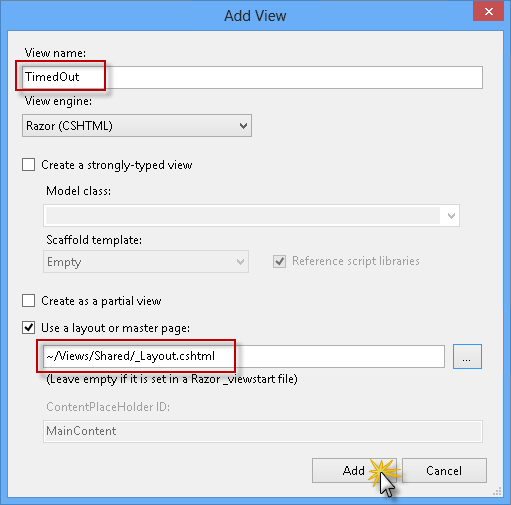 Add View
View name:
TimedOut
View engine:
Razor (CSHTML)
Create a strongly-typed view
Model class:
Scaffold template:
Empty
Reference script libraries
Create as a partial view
Use a layout or master page:
~/Views/Shared/_Layout.cshtml
...
(Leave empty if it is set in a Razor _viewstart file)
ContentPlaceHolder ID:
MainContent
Add
Cancel